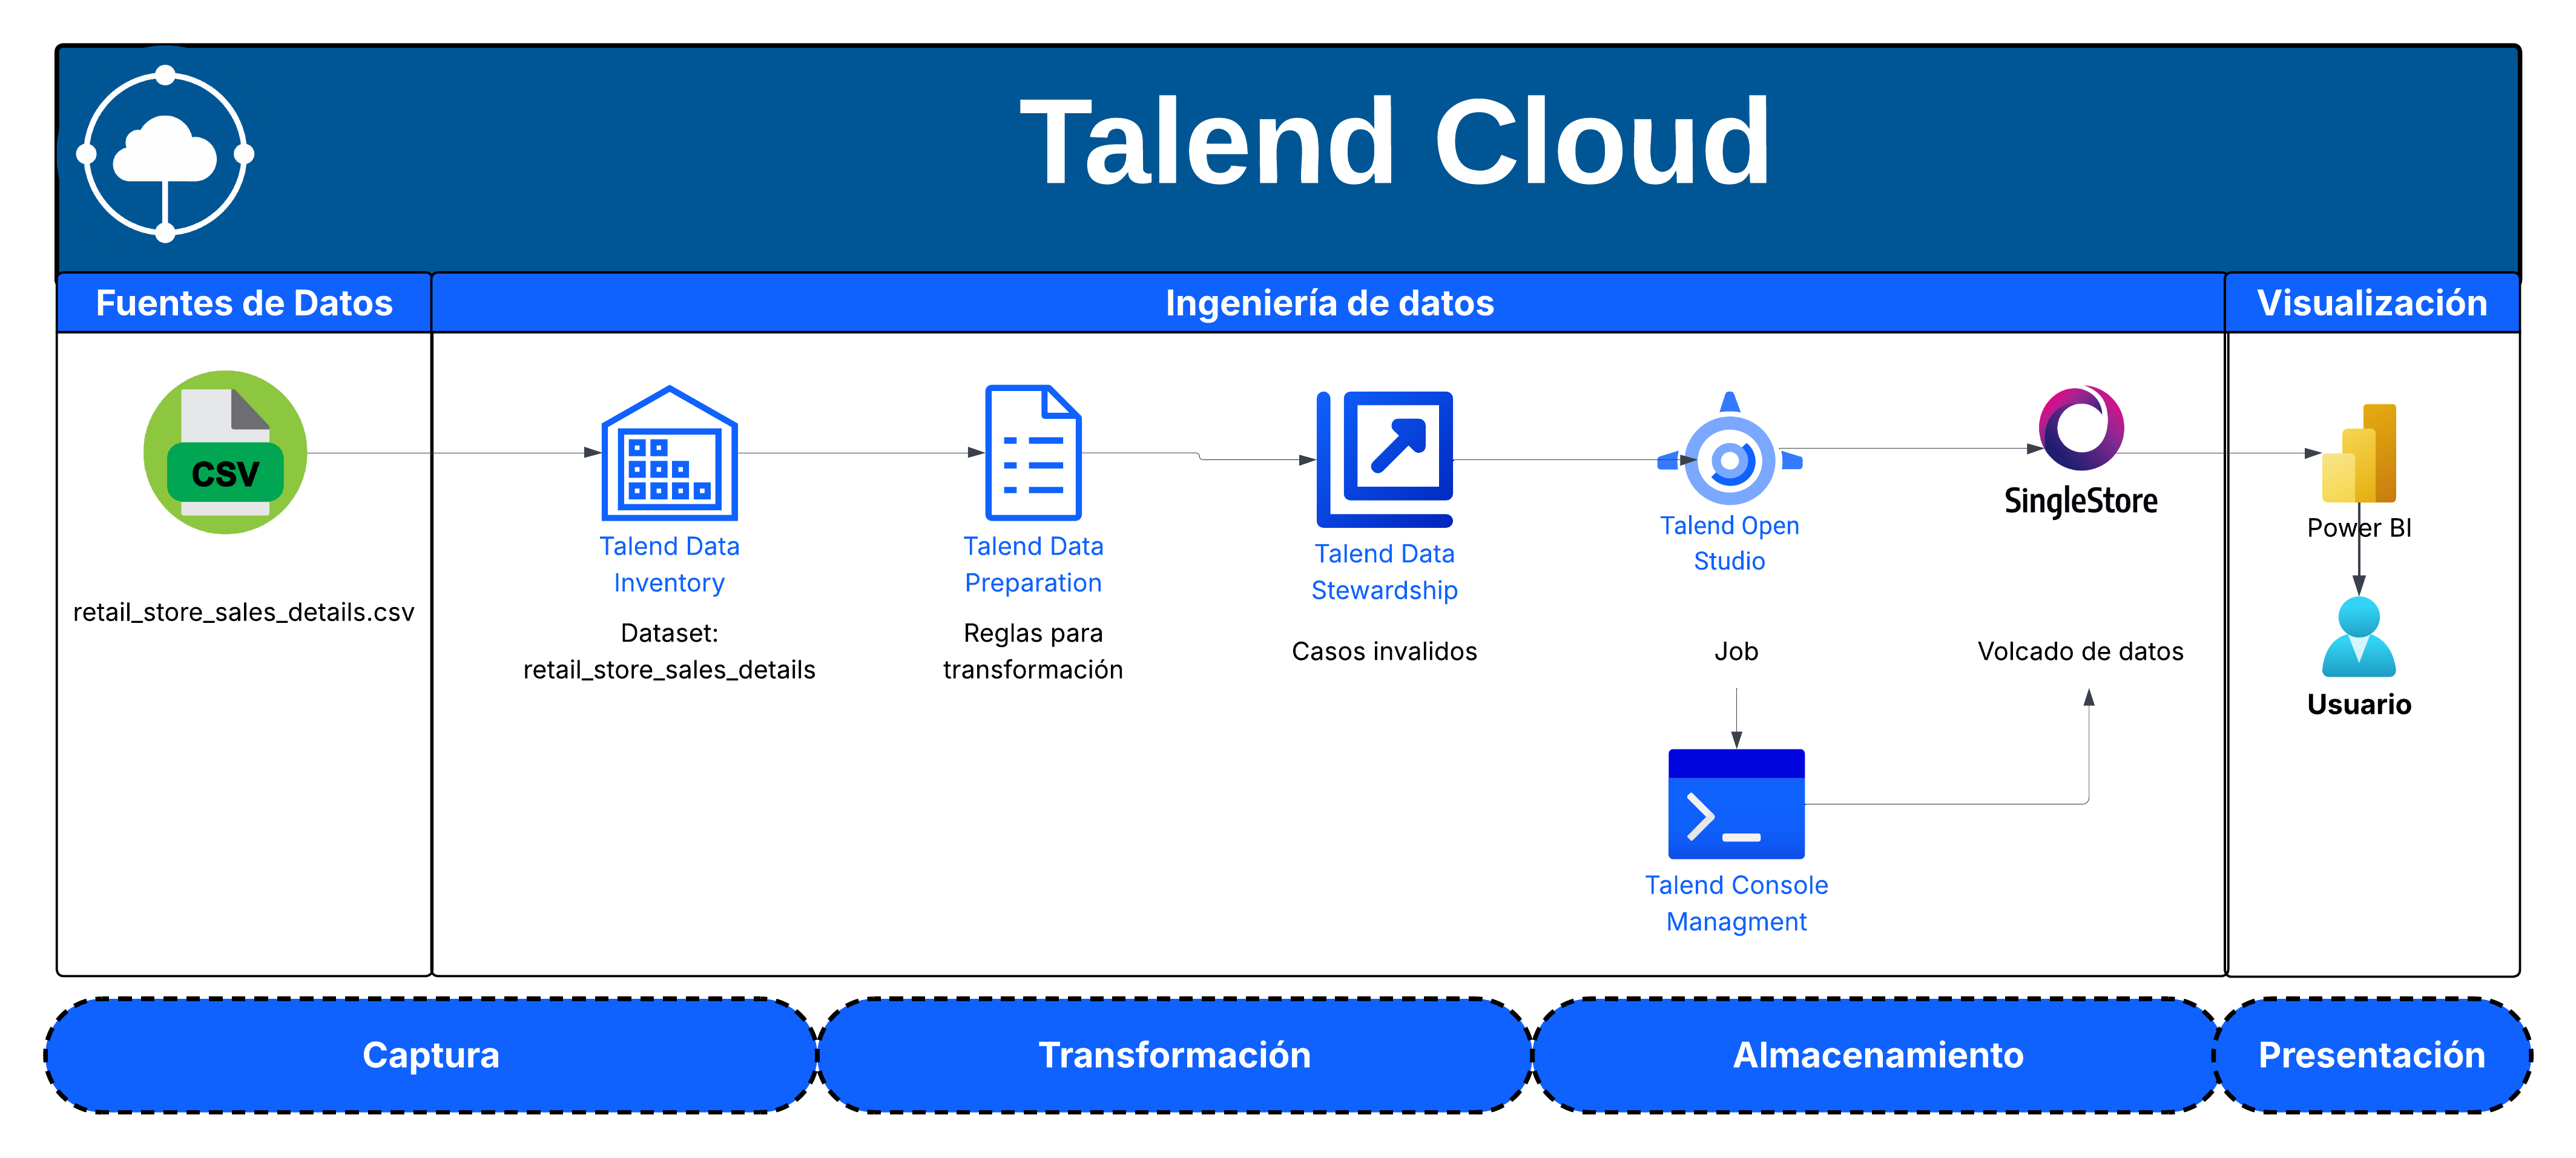 Talend Cloud
Fuentes de Datos
Ingeniería de datos
Visualización
CSV
retail_store_sales_details.csv
Talend Data
Inventory
Dataset:
retail_store_sales_details
Talend Data
Preparation
Reglas para
transformación
Talend Data
Stewardship
Casos invalidos
Talend Open
Studio
Job
Talend Console
Managment
SingleStore
Volcado de datos
Power BI
Usuario
Captura
Transformación
Almacenamiento
Presentación